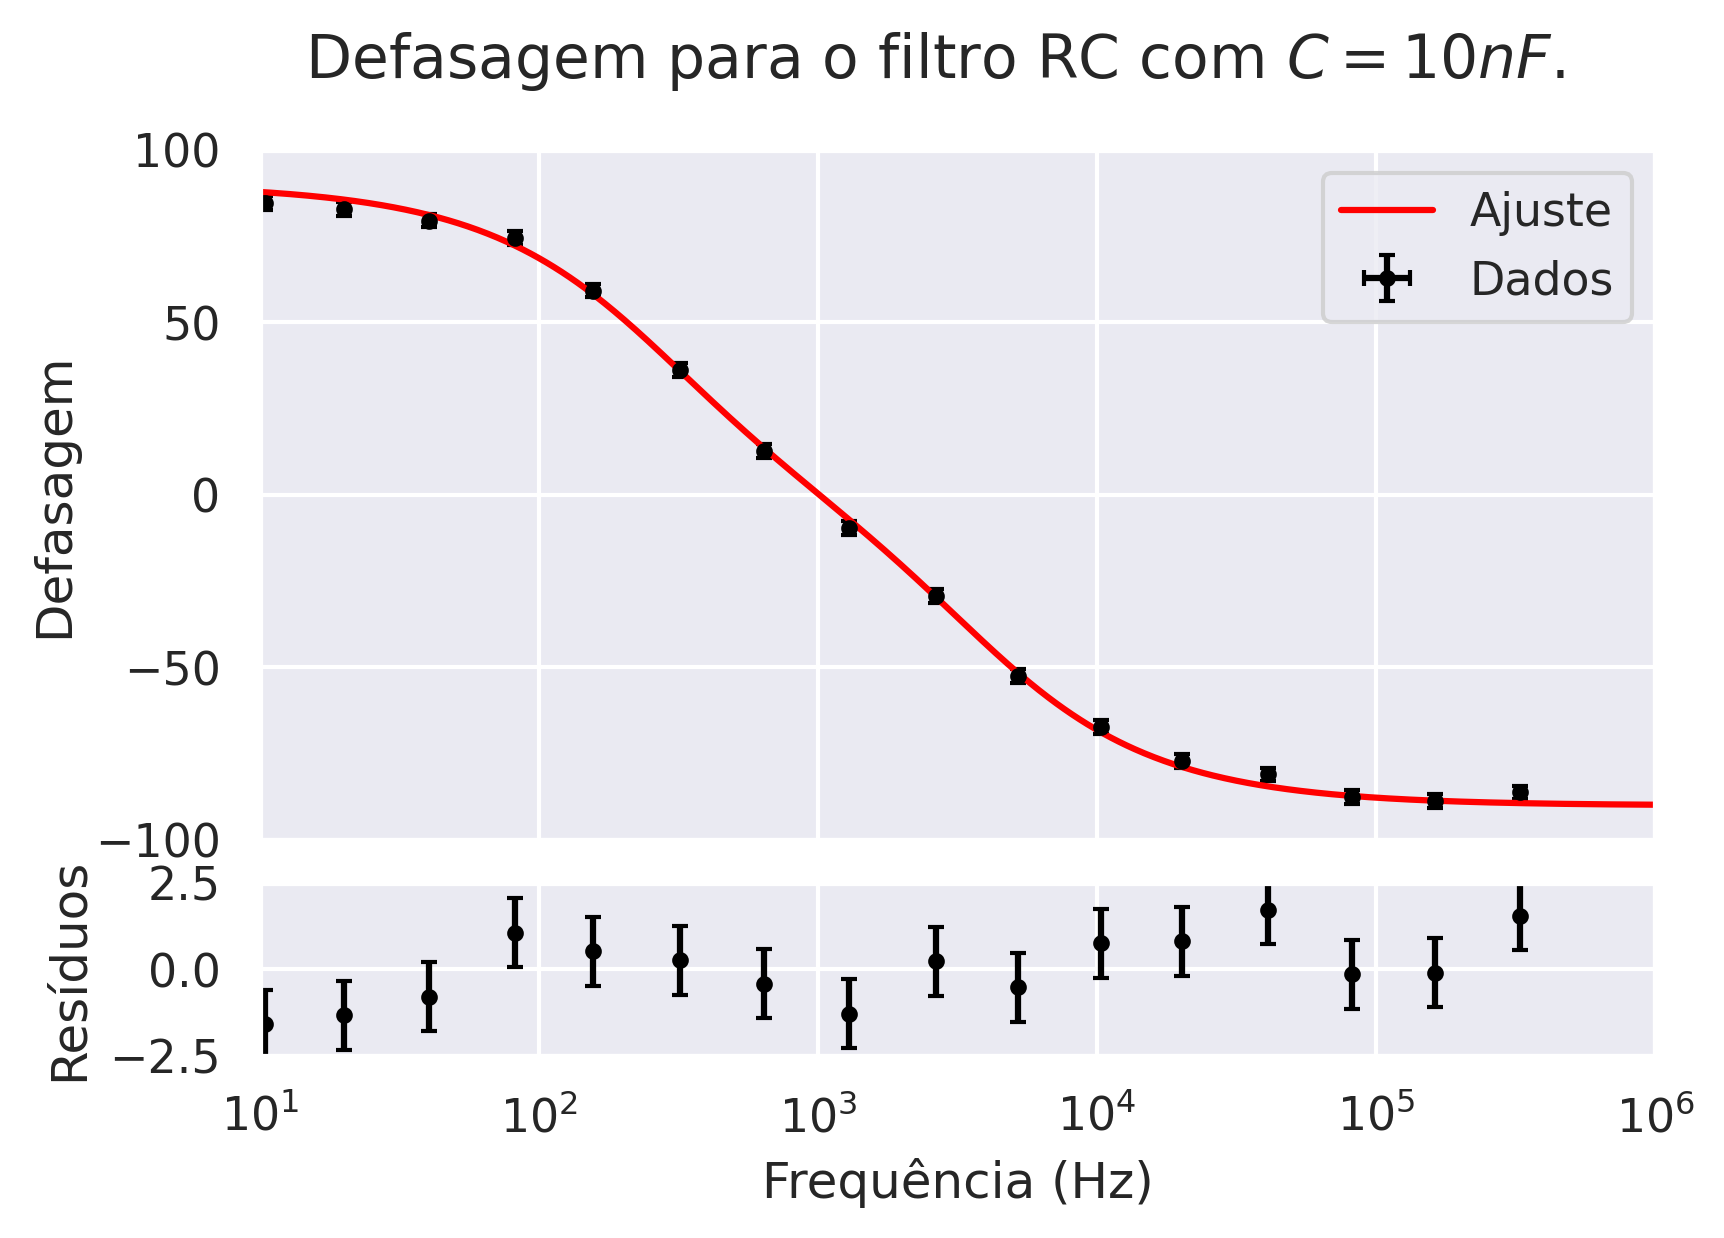 Defasagem para o filtro RC com C = 10nF.
100
50
0
−50
−100
Defasagem
Ajuste
Dados
2.5
0.0
−2.5
Resíduos
10¹ 10² 10³ 10⁴ 10⁵ 10⁶
Frequência (Hz)